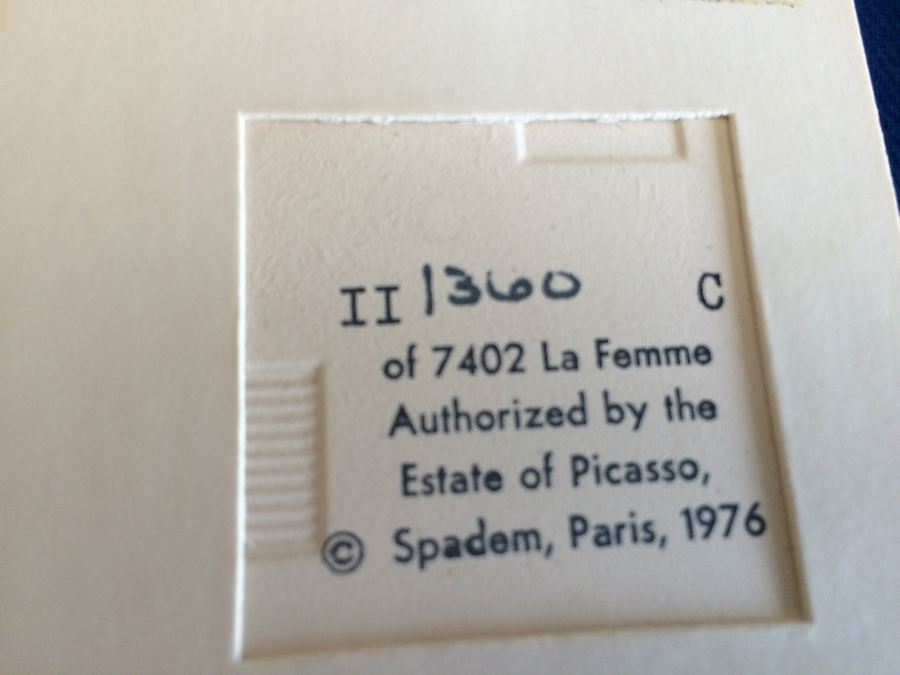 II 1360 C
of 7402 La Femme
Authorized by the
Estate of Picasso,
© Spadem, Paris, 1976